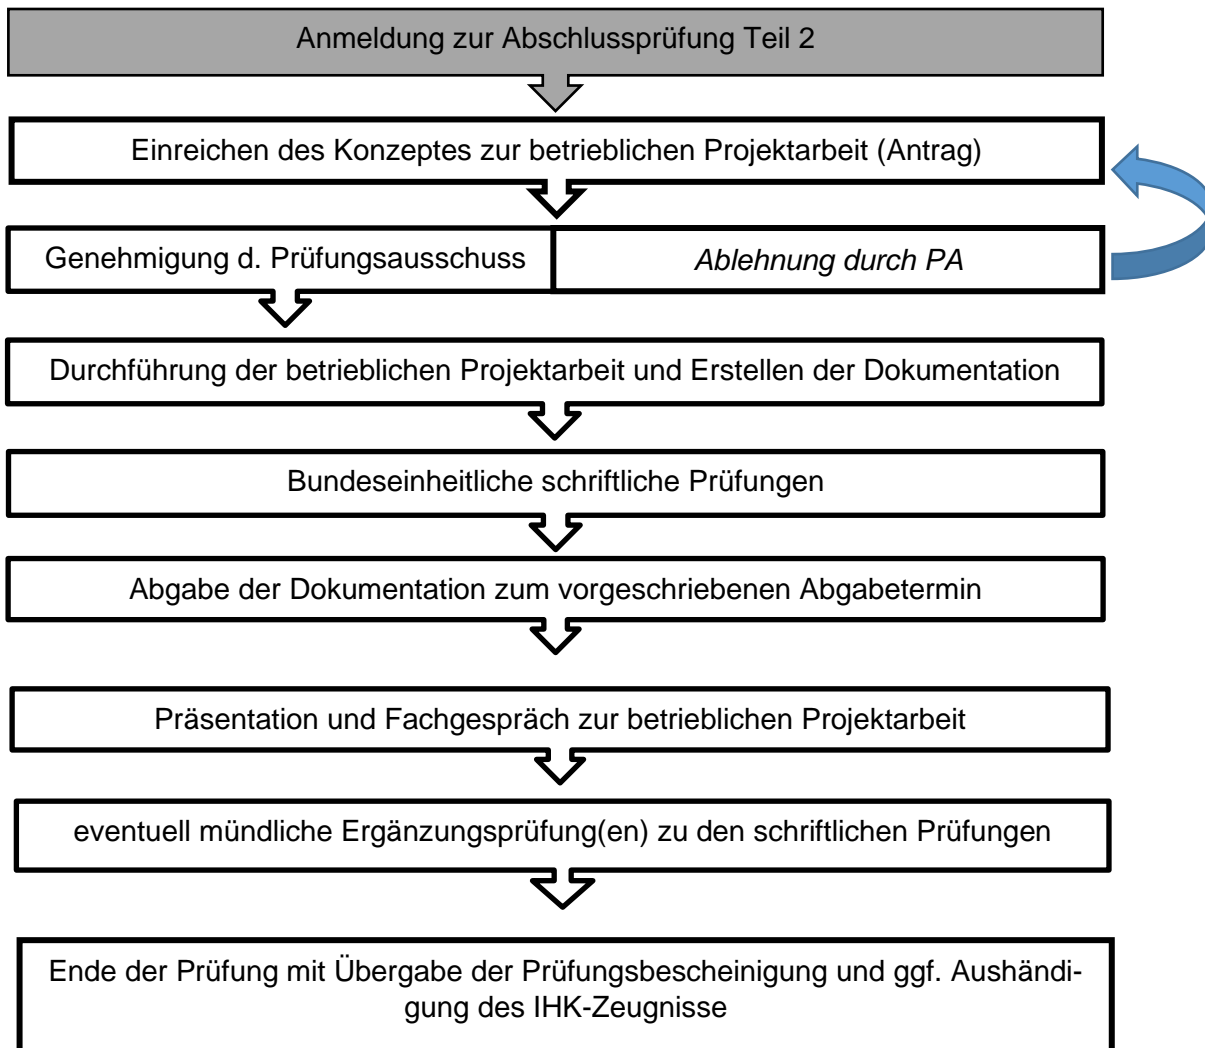 Anmeldung zur Abschlussprüfung Teil 2
Einreichen des Konzeptes zur betrieblichen Projektarbeit (Antrag)
Genehmigung d. Prüfungsausschuss
Ablehnung durch PA
Durchführung der betrieblichen Projektarbeit und Erstellen der Dokumentation
Bundeseinheitliche schriftliche Prüfungen
Abgabe der Dokumentation zum vorgeschriebenen Abgabetermin
Präsentation und Fachgespräch zur betrieblichen Projektarbeit
eventuell mündliche Ergänzungsprüfung(en) zu den schriftlichen Prüfungen
Ende der Prüfung mit Übergabe der Prüfungsbescheinigung und ggf. Aushändi-
gung des IHK-Zeugnisse